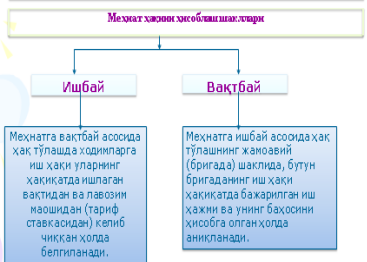 Меҳнат ҳақини ҳисоблаш шакллари
Ишбай
Вақтбай
Меҳнатга вақтбай асосида
ҳақ тўлашда ходимларга
иш ҳақи уларнинг
ҳақиқатда ишлаган
вақтидан ва лавозим
маошидан (тариф
ставкасидан) келиб
чиққан ҳолда
белгиланади.
Меҳнатга ишбай асосида ҳақ
тўлашнинг жамоавий
(бригада) шаклида, бутун
бригаданинг иш ҳақи
ҳақиқатда бажарилган иш
ҳажми ва унинг баҳосини
ҳисобга олган ҳолда
аниқланади.